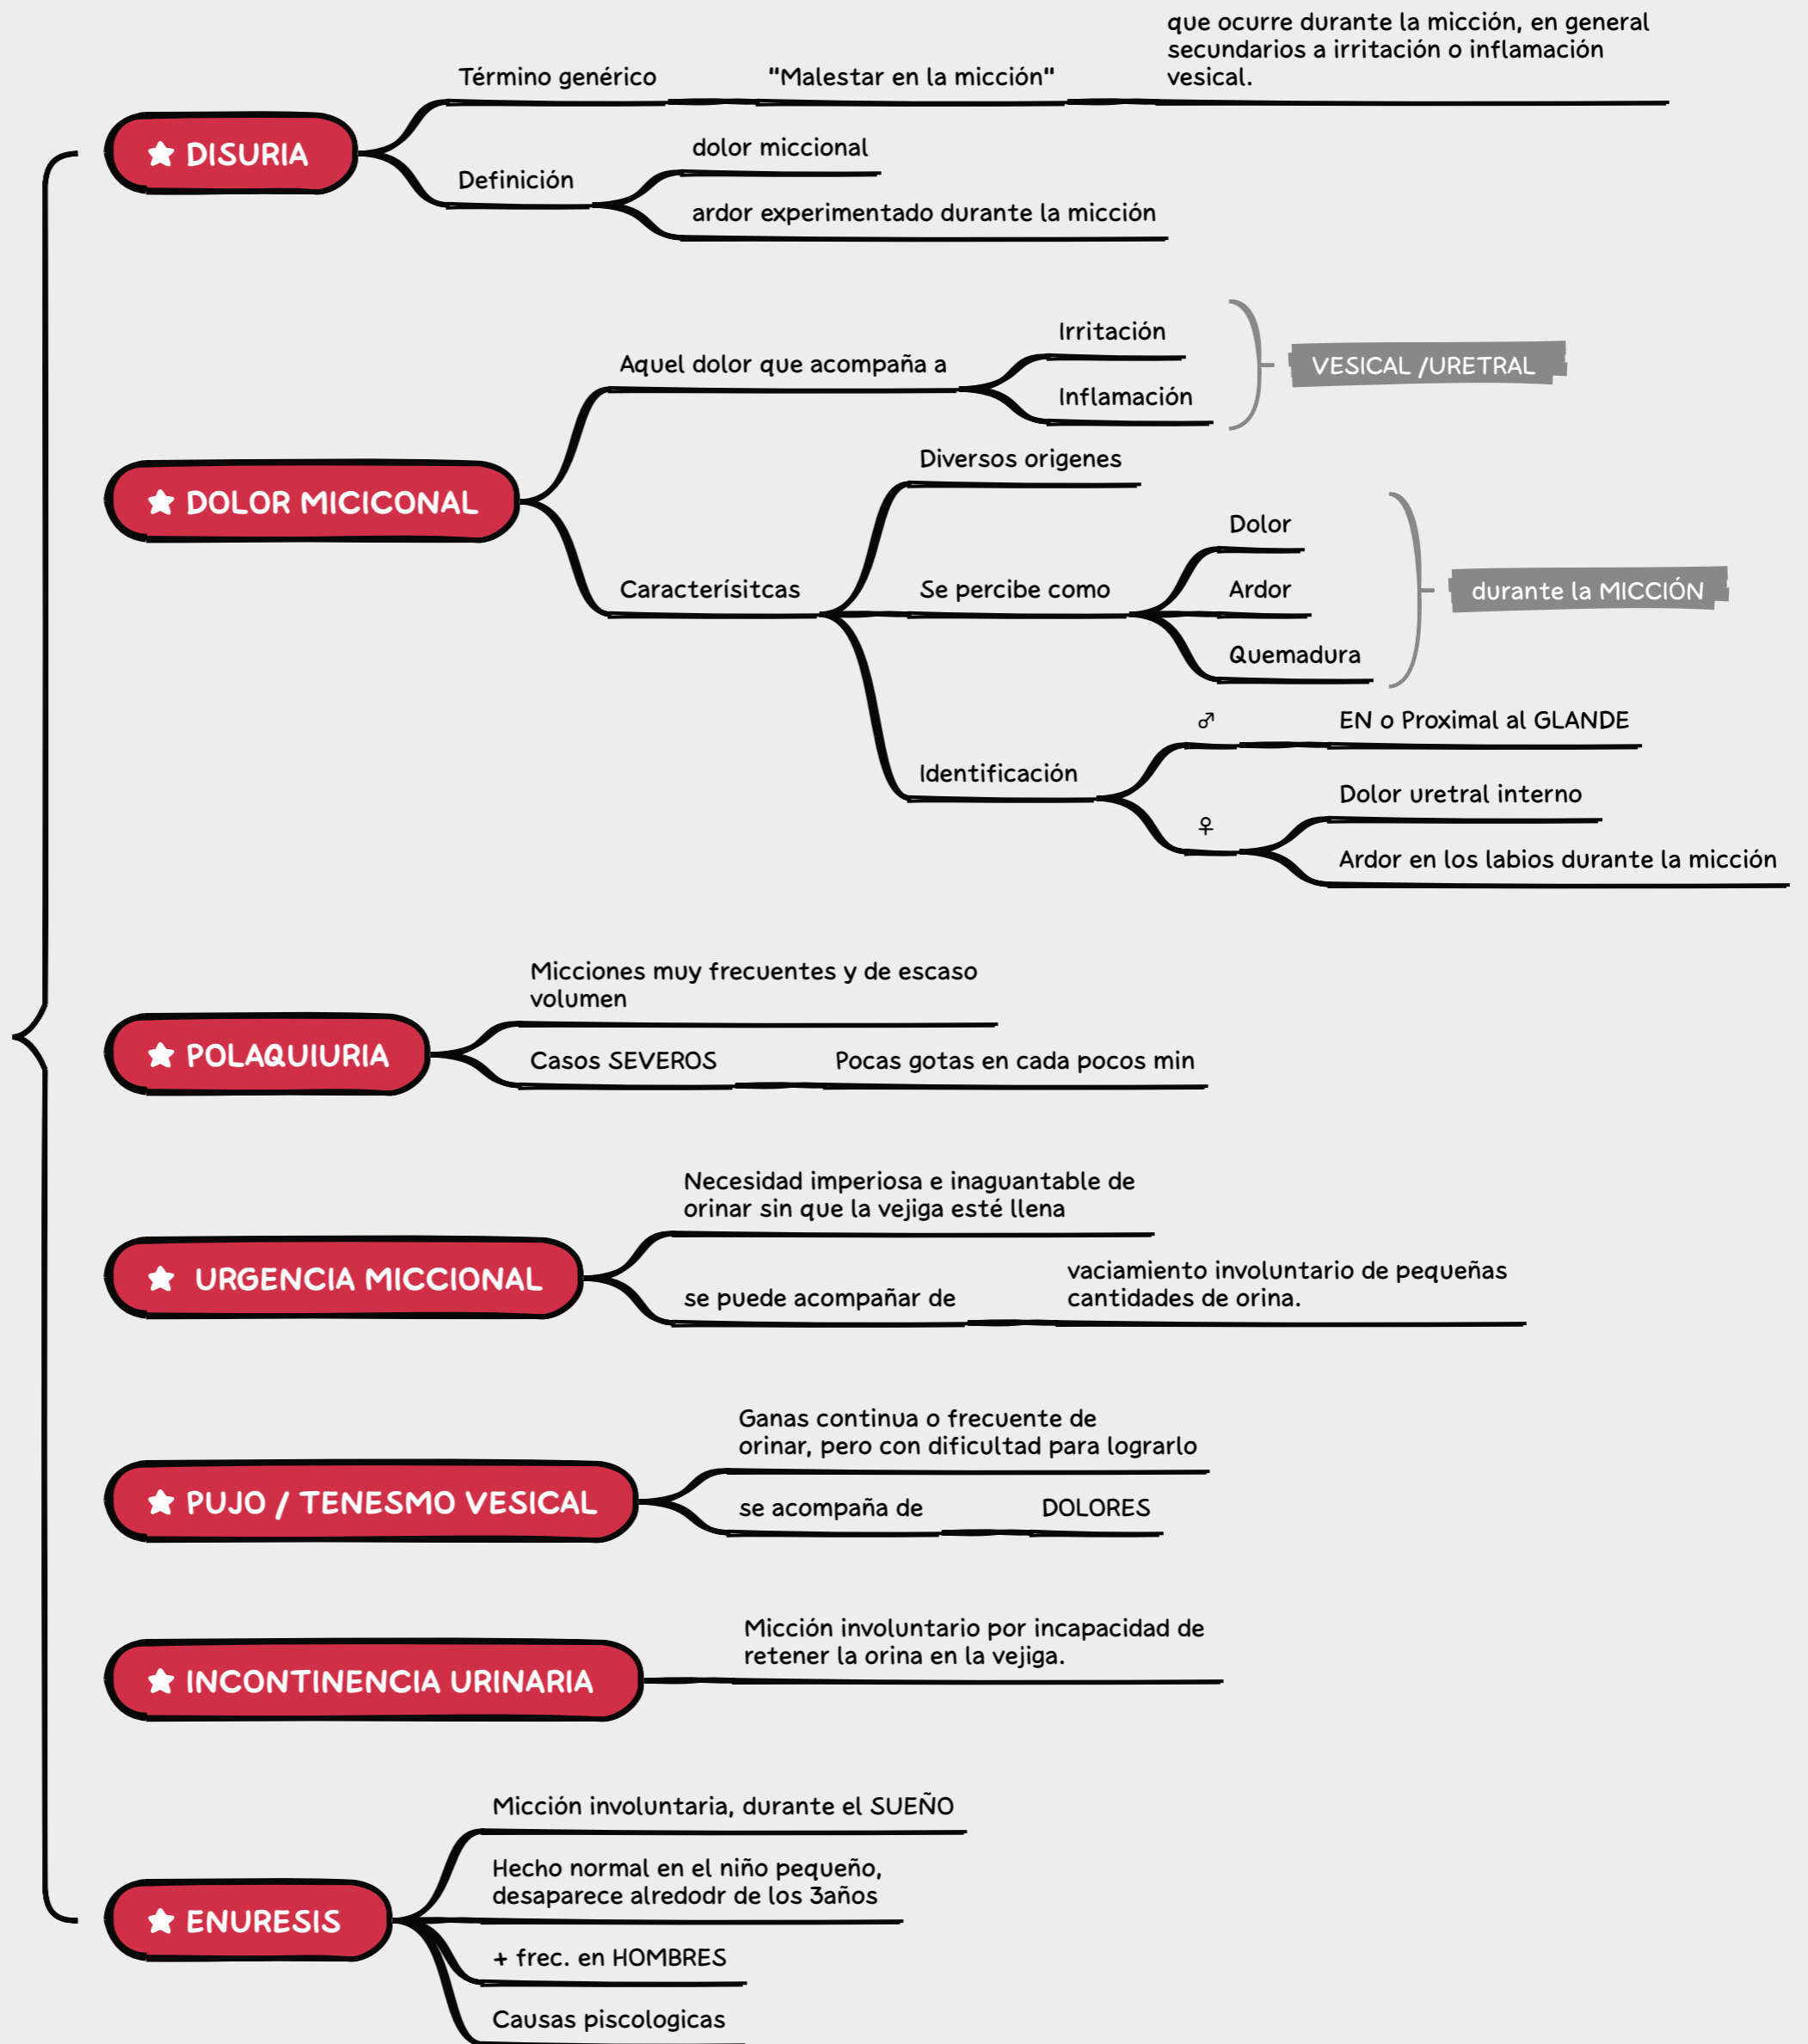 DISURIA
Término genérico
"Malestar en la micción"
que ocurre durante la micción, en general
secundarios a irritación o inflamación
vesical.
Definición
dolor miccional
ardor experimentado durante la micción
DOLOR MICICONAL
Aquel dolor que acompaña a
Irritación
Inflamación
VESICAL /URETRAL
Caracterísitcas
Diversos origenes
Se percibe como
Dolor
Ardor
Quemadura
durante la MICCIÓN
Identificación
♂
EN o Proximal al GLANDE
♀
Dolor uretral interno
Ardor en los labios durante la micción
POLAQUIURIA
Micciones muy frecuentes y de escaso
volumen
Casos SEVEROS
Pocas gotas en cada pocos min
URGENCIA MICCIONAL
Necesidad imperiosa e inaguantable de
orinar sin que la vejiga esté llena
se puede acompañar de
vaciamiento involuntario de pequeñas
cantidades de orina.
PUJO / TENESMO VESICAL
Ganas continua o frecuente de
orinar, pero con dificultad para lograrlo
se acompaña de
DOLORES
INCONTINENCIA URINARIA
Micción involuntario por incapacidad de
retener la orina en la vejiga.
ENURESIS
Micción involuntaria, durante el SUEÑO
Hecho normal en el niño pequeño,
desaparece alrededodr de los 3años
+ frec. en HOMBRES
Causas piscologicas